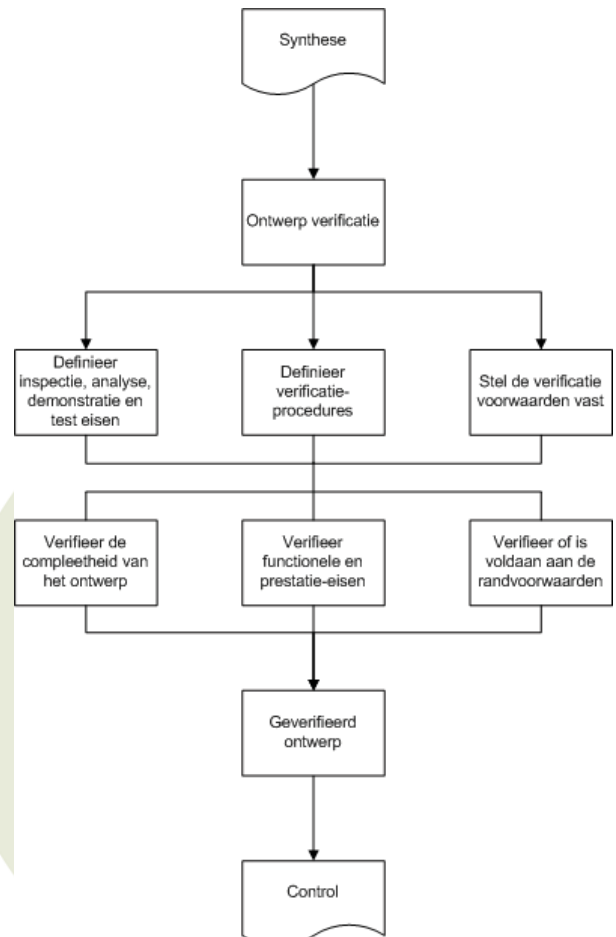 Synthese
Ontwerp verificatie
Definieer
inspectie, analyse,
demonstratie en
test eisen
Definieer
verificatie-
procedures
Stel de verificatie
voorwaarden vast
Verifieer de
compleetheid van
het ontwerp
Verifieer
functionele en
prestatie-eisen
Verifieer of is
voldaan aan de
randvoorwaarden
Geverifieerd
ontwerp
Control